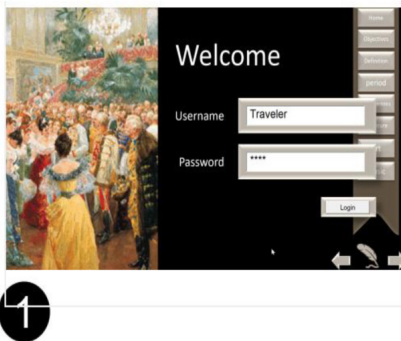 Welcome
Username
Traveler
Password
****
Login
Home
Objectives
Definition
period
1